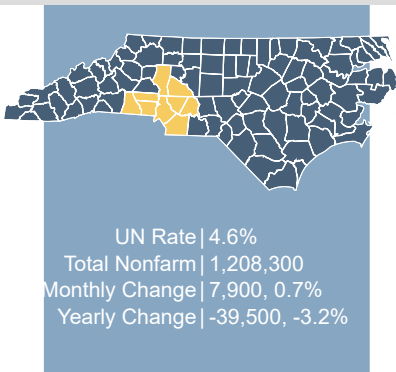 UN Rate| 4.6%
Total Nonfarm| 1,208,300
Monthly Change| 7,900, 0.7%
Yearly Change| -39,500, -3.2%